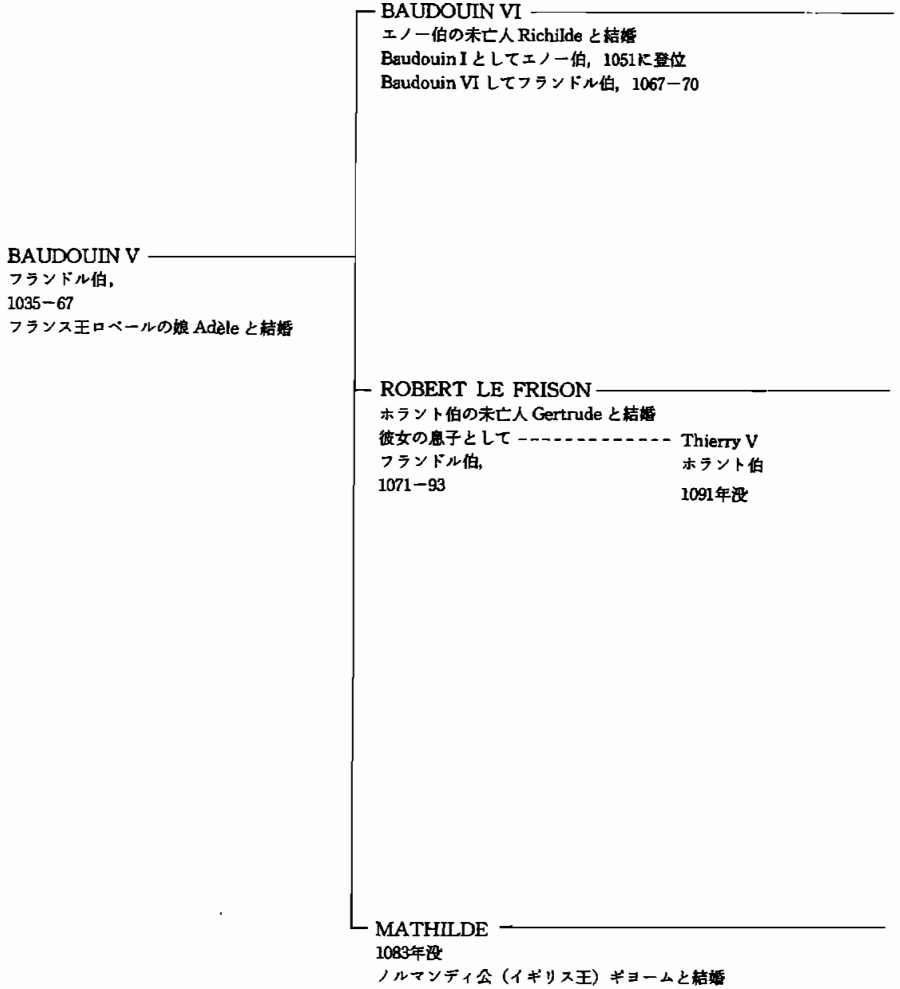 BAUDOUIN VI
エノー伯の未亡人 Richilde と結婚
Baudouin I としてエノー伯, 1051に登位
Baudouin VI してフランドル伯, 1067-70
BAUDOUIN V
フランドル伯,
1035-67
フランス王ロベールの娘 Adèle と結婚
ROBERT LE FRISON
ホラント伯の未亡人 Gertrude と結婚
彼女の息子として ------------- Thierry V
フランドル伯, ホラント伯
1071-93 1091年没
MATHILDE
1083年没
ノルマンディ公（イギリス王）ギヨームと結婚